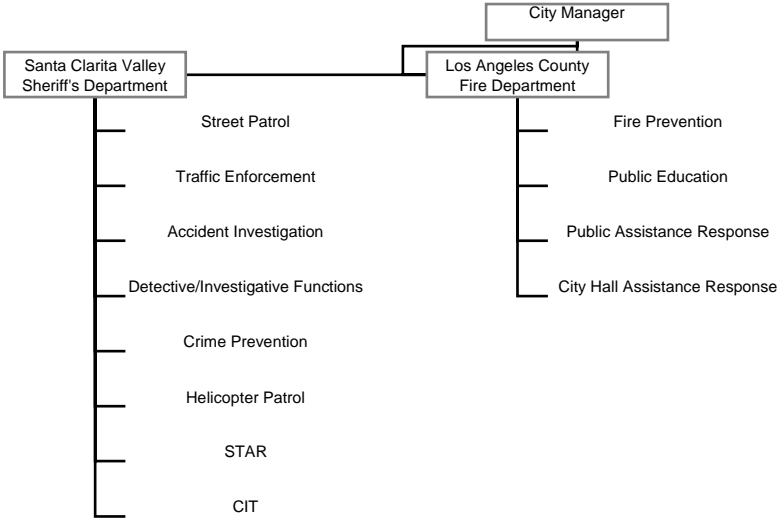 City Manager
Santa Clarita Valley
Sheriff's Department
Los Angeles County
Fire Department
Street Patrol
Traffic Enforcement
Accident Investigation
Detective/Investigative Functions
Crime Prevention
Helicopter Patrol
STAR
CIT
Fire Prevention
Public Education
Public Assistance Response
City Hall Assistance Response